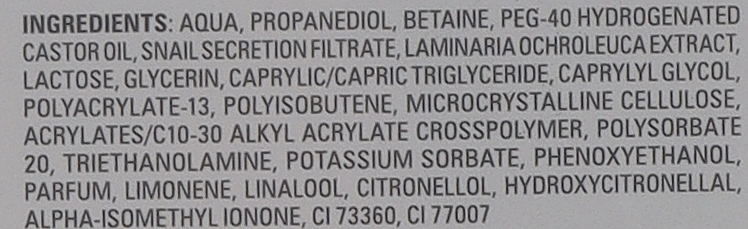 INGREDIENTS: AQUA, PROPANEDIOL, BETAINE, PEG-40 HYDROGENATED
CASTOR OIL, SNAIL SECRETION FILTRATE, LAMINARIA OCHROLEUCA EXTRACT,
LACTOSE, GLYCERIN, CAPRYLIC/CAPRIC TRIGLYCERIDE, CAPRYLYL GLYCOL,
POLYACRYLATE-13, POLYISOBUTENE, MICROCRYSTALLINE CELLULOSE,
ACRYLATES/C10-30 ALKYL ACRYLATE CROSSPOLYMER, POLYSORBATE
20, TRIETHANOLAMINE, POTASSIUM SORBATE, PHENOXYETHANOL,
PARFUM, LIMONENE, LINALOOL, CITRONELLOL, HYDROXYCITRONELLAL,
ALPHA-ISOMETHYL IONONE, CI 73360, CI 77007